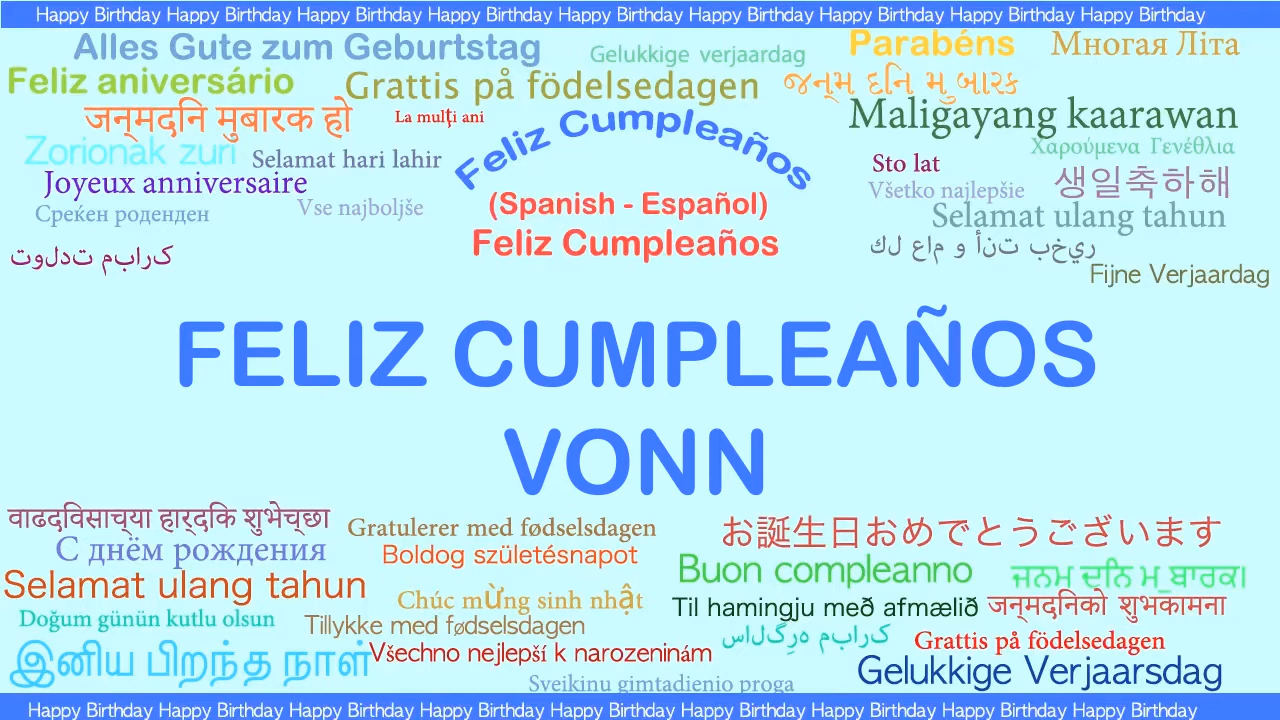 Happy Birthday Happy Birthday Happy Birthday Happy Birthday Happy Birthday Happy Birthday Happy Birthday Happy Birthday Happy Birthday
Alles Gute zum Geburtstag
Gelukkige verjaardag
Parabéns
Многая Літа
Feliz aniversário
Grattis på födelsedagen
જન્મ દિન મુબારક
जन्मदिन मुबारक हो
La mulţi ani
Feliz Cumpleaños
Maligayang kaarawan
Zorionak zuri
Selamat hari lahir
Sto lat
Χαρούμενα Γενέθλια
Joyeux anniversaire
(Spanish - Español)
Všetko najlepšie
생일축하해
Среќен роденден
Vse najboljše
Feliz Cumpleaños
Selamat ulang tahun
تولدت مبارک
كل عام و أنت بخير
Fijne Verjaardag
FELIZ CUMPLEAÑOS
VONN
वाढदिवसाच्या हार्दिक शुभेच्छा
Gratulerer med fødselsdagen
お誕生日おめでとうございます
С днём рождения
Boldog születésnapot
Buon compleanno
ਜਨਮ ਦਿਨ ਮੁਬਾਰਕ।
Selamat ulang tahun
Chúc mừng sinh nhật
Til hamingju með afmælið
जन्मदिनको शुभकामना
Doğum günün kutlu olsun
Tillykke med fødselsdagen
سالگرہ مبارک
Grattis på födelsedagen
இனிய பிறந்த நாள்
Všechno nejlepší k narozeninám
Gelukkige Verjaarsdag
Sveikinu gimtadienio proga
Happy Birthday Happy Birthday Happy Birthday Happy Birthday Happy Birthday Happy Birthday Happy Birthday Happy Birthday Happy Birthday